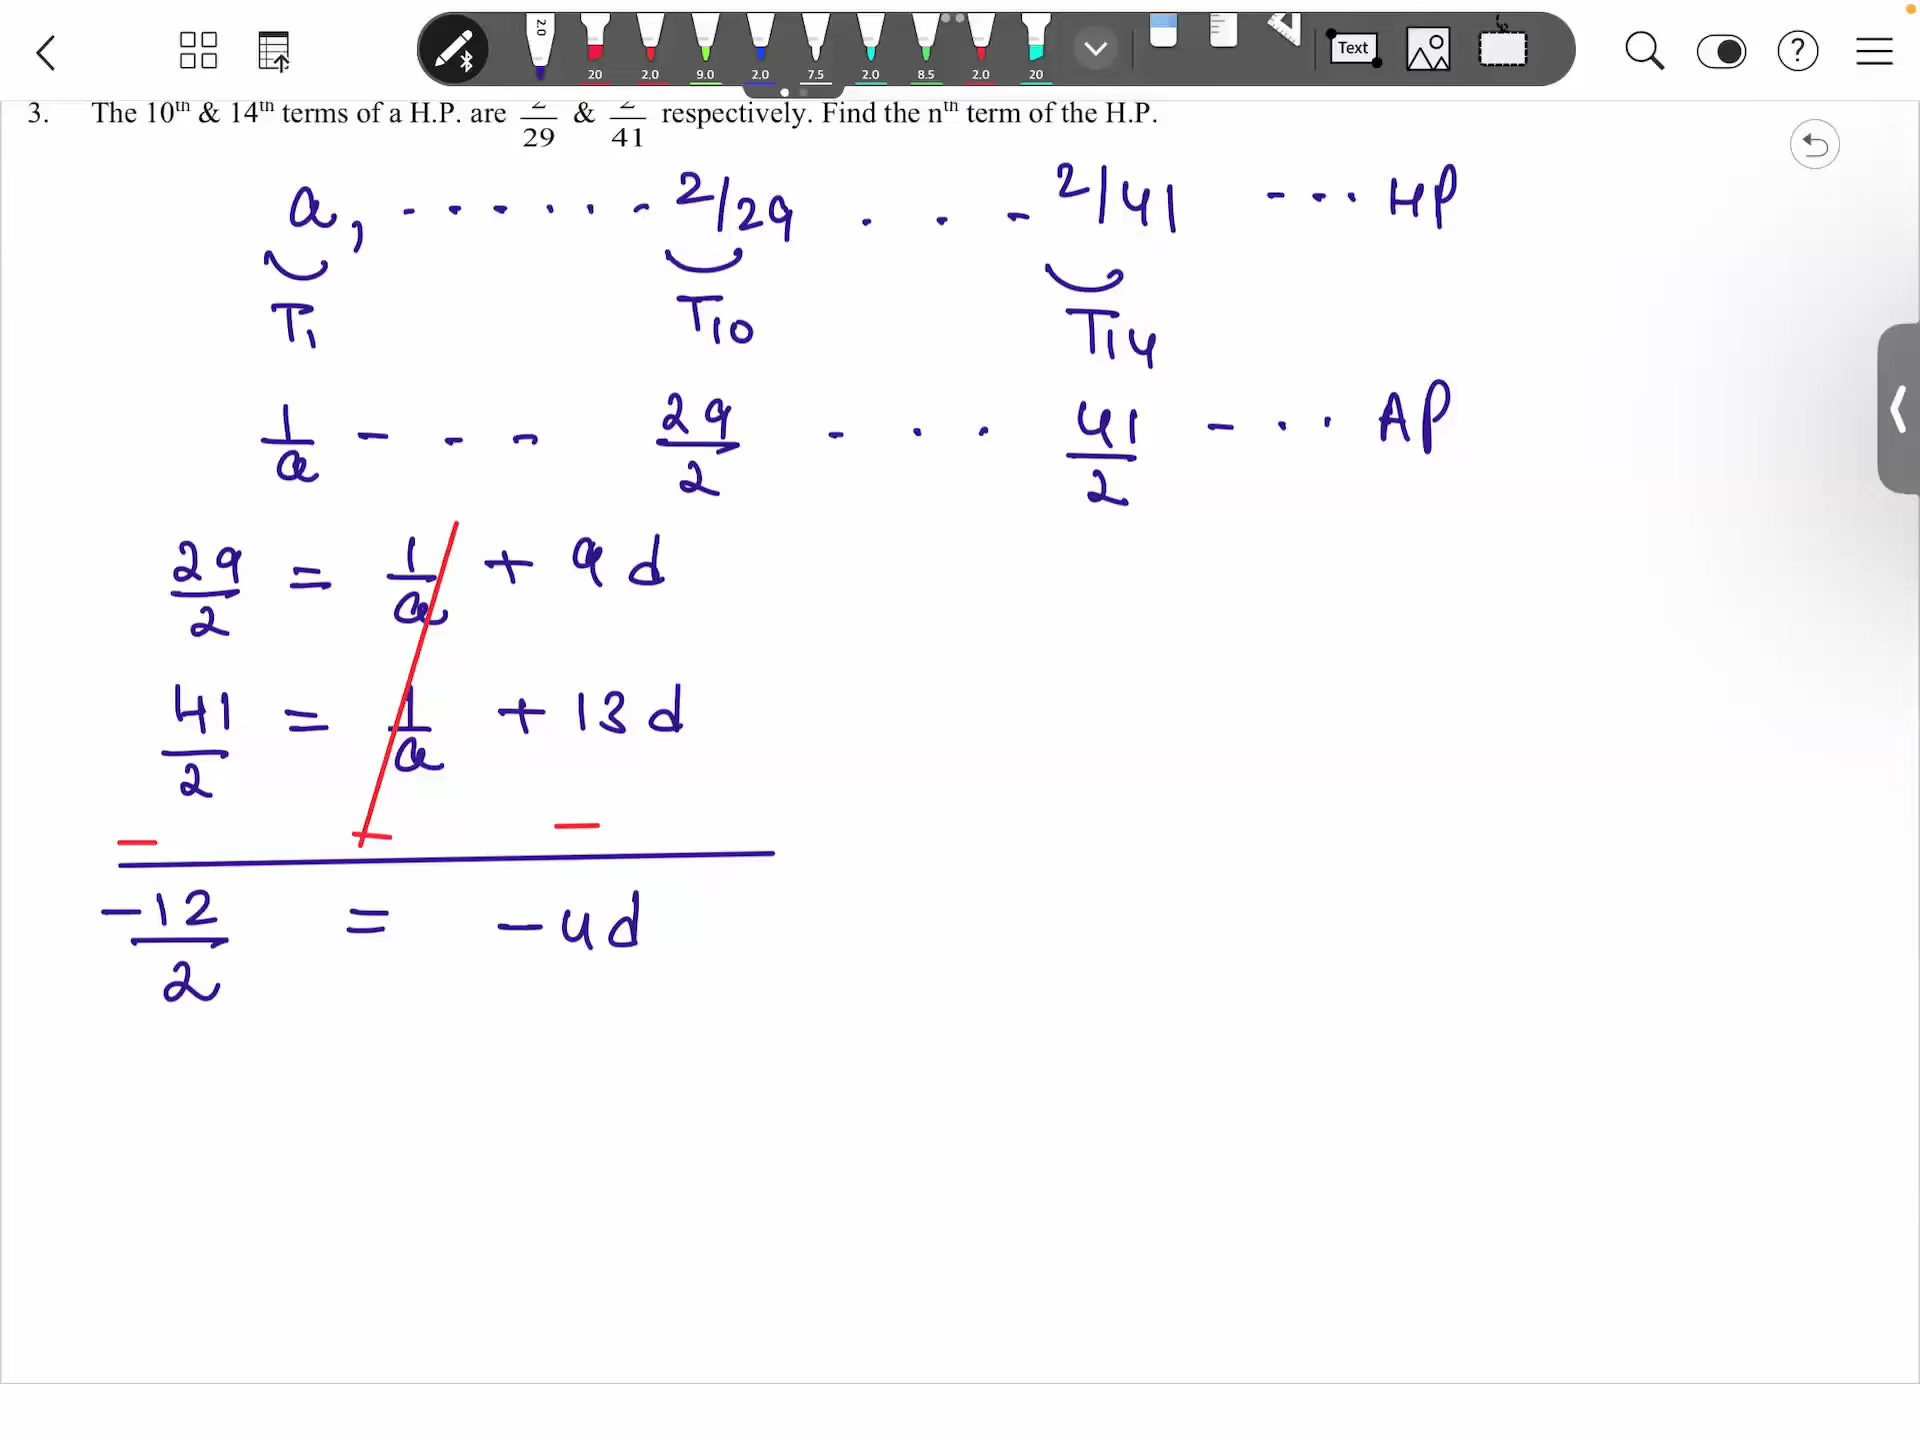 2.0 20 2.0 9.0 2.0 7.5 2.0 8.5 2.0 20 Text ?
3. The 10th & 14th terms of a H.P. are 2/29 & 2/41 respectively. Find the nth term of the H.P.
a, ...... - 2/29 . . . - 2/41 - ... HP
T1 T10 T14
1/a - - - 29/2 - . . . 41/2 - ... AP
29/2 = 1/a + 9d
41/2 = 1/a + 13d
− − −
-12/2 = -4d